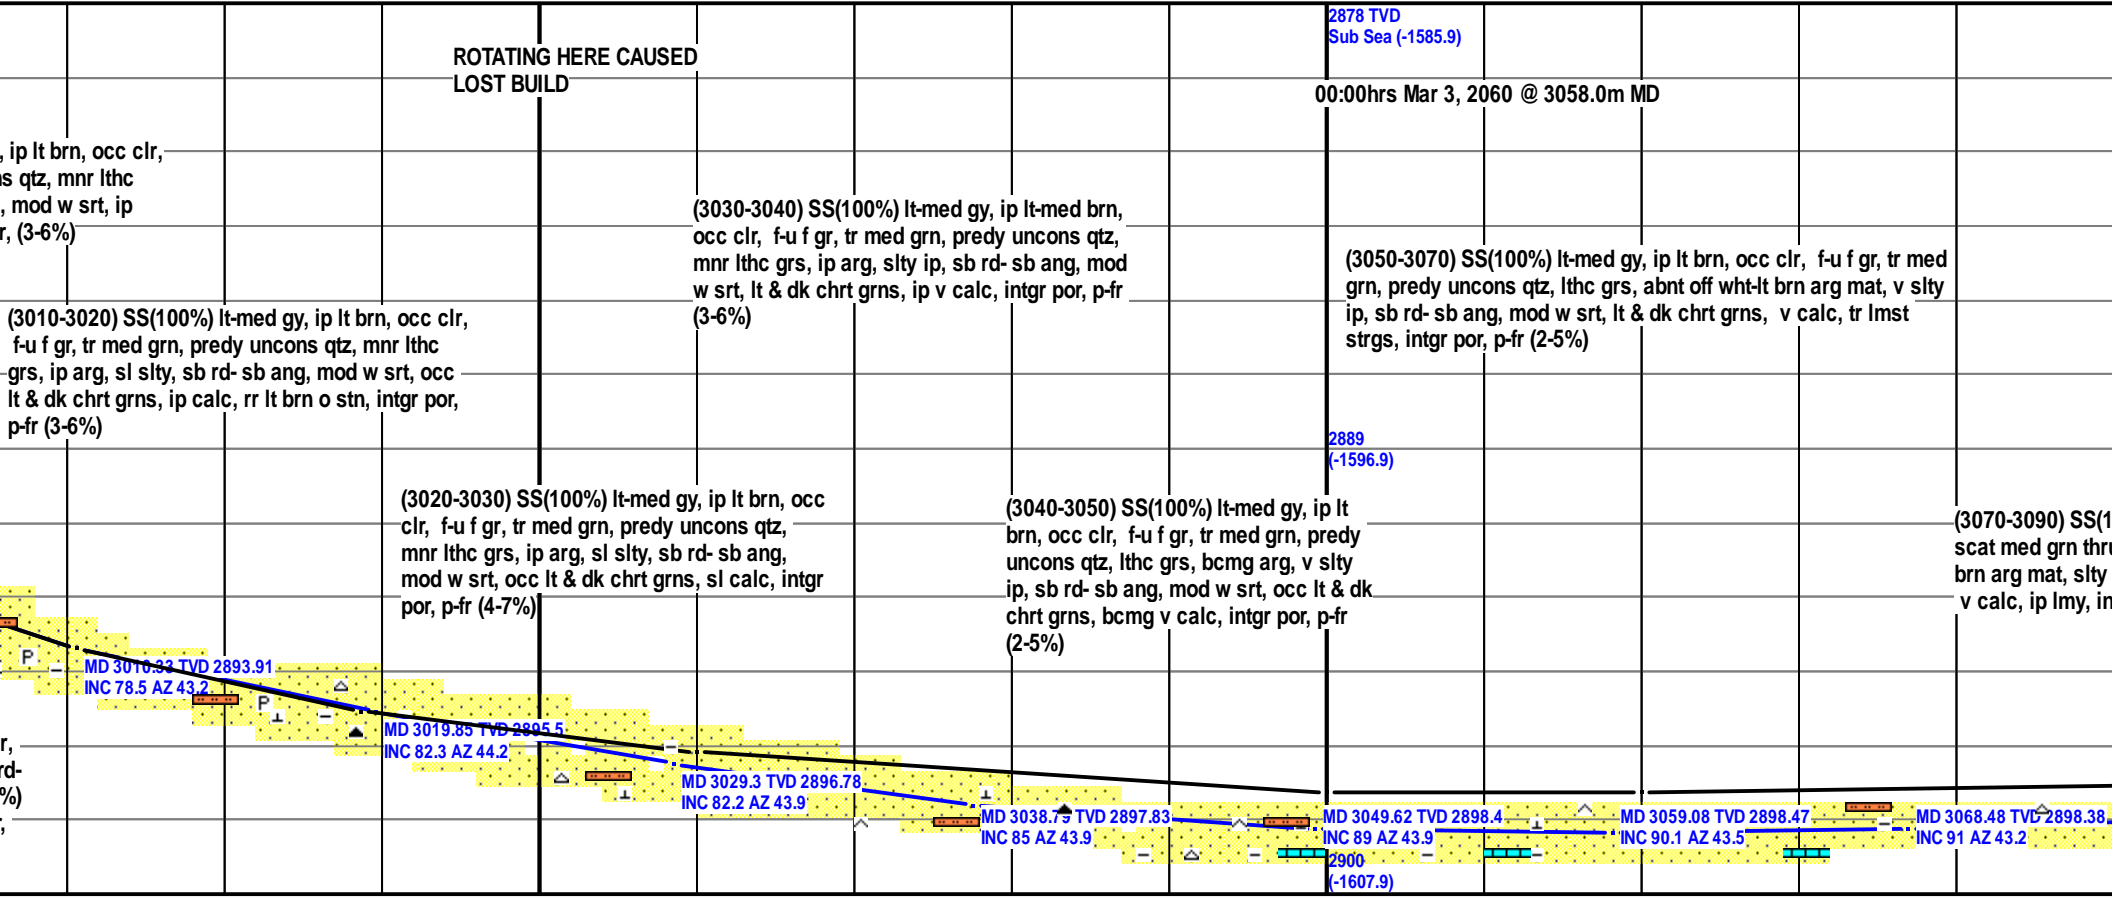 2878 TVD
Sub Sea (-1585.9)
ROTATING HERE CAUSED
LOST BUILD
00:00hrs Mar 3, 2060 @ 3058.0m MD
, ip lt brn, occ clr,
s qtz, mnr lthc
, mod w srt, ip
r, (3-6%)
(3010-3020) SS(100%) lt-med gy, ip lt brn, occ clr,
f-u f gr, tr med grn, predy uncons qtz, mnr lthc
grs, ip arg, sl slty, sb rd- sb ang, mod w srt, occ
lt & dk chrt grns, ip calc, rr lt brn o stn, intgr por,
p-fr (3-6%)
(3030-3040) SS(100%) lt-med gy, ip lt-med brn,
occ clr, f-u f gr, tr med grn, predy uncons qtz,
mnr lthc grs, ip arg, slty ip, sb rd- sb ang, mod
w srt, lt & dk chrt grns, ip v calc, intgr por, p-fr
(3-6%)
(3050-3070) SS(100%) lt-med gy, ip lt brn, occ clr, f-u f gr, tr med
grn, predy uncons qtz, lthc grs, abnt off wht-lt brn arg mat, v slty
ip, sb rd- sb ang, mod w srt, lt & dk chrt grns, v calc, tr lmst
strgs, intgr por, p-fr (2-5%)
2889
(-1596.9)
(3020-3030) SS(100%) lt-med gy, ip lt brn, occ
clr, f-u f gr, tr med grn, predy uncons qtz,
mnr lthc grs, ip arg, sl slty, sb rd- sb ang,
mod w srt, occ lt & dk chrt grns, sl calc, intgr
por, p-fr (4-7%)
(3040-3050) SS(100%) lt-med gy, ip lt
brn, occ clr, f-u f gr, tr med grn, predy
uncons qtz, lthc grs, bcmg arg, v slty
ip, sb rd- sb ang, mod w srt, occ lt & dk
chrt grns, bcmg v calc, intgr por, p-fr
(2-5%)
(3070-3090) SS(1
scat med grn thru
brn arg mat, slty
v calc, ip lmy, in
P
MD 3010.33 TVD 2893.91
INC 78.5 AZ 43.2
P
MD 3019.85 TVD 2895.5
INC 82.3 AZ 44.2
r,
rd-
%)
,
MD 3029.3 TVD 2896.78
INC 82.2 AZ 43.9
MD 3038.79 TVD 2897.83
INC 85 AZ 43.9
MD 3049.62 TVD 2898.4
INC 89 AZ 43.9
MD 3059.08 TVD 2898.47
INC 90.1 AZ 43.5
MD 3068.48 TVD 2898.38
INC 91 AZ 43.2
2900
(-1607.9)